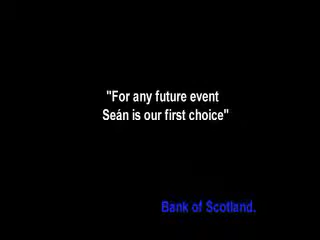 "For any future event
Seán is our first choice"
Bank of Scotland.